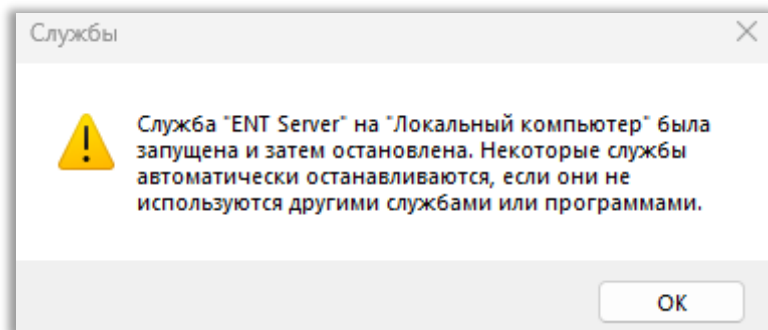 Службы
Служба "ENT Server" на "Локальный компьютер" была
запущена и затем остановлена. Некоторые службы
автоматически останавливаются, если они не
используются другими службами или программами.
ОК